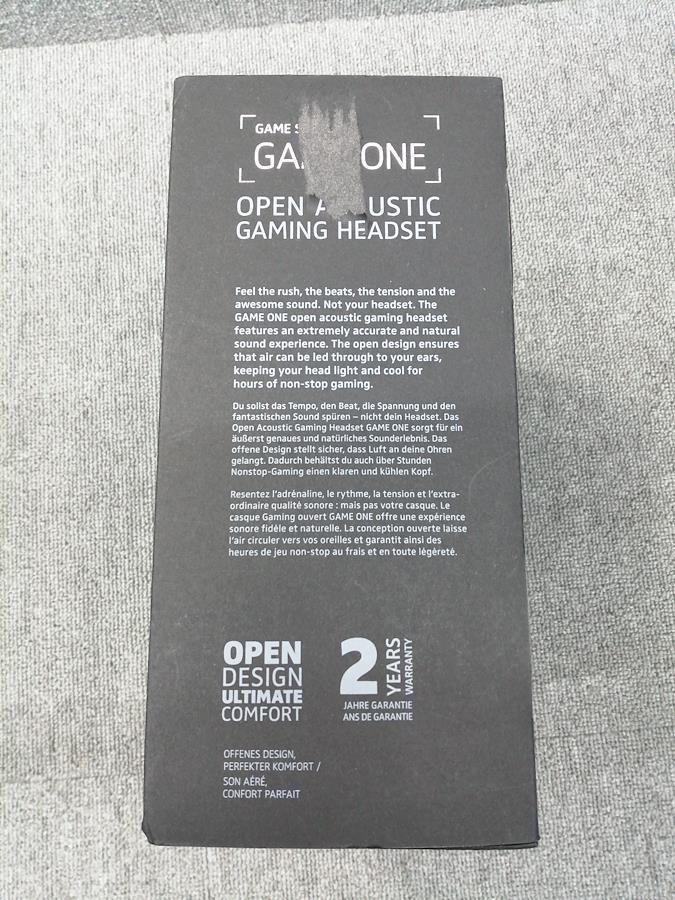 GAME
GAME ONE
OPEN ACOUSTIC
GAMING HEADSET
Feel the rush, the beats, the tension and the
awesome sound. Not your headset. The
GAME ONE open acoustic gaming headset
features an extremely accurate and natural
sound experience. The open design ensures
that air can be led through to your ears,
keeping your head light and cool for
hours of non-stop gaming.
Du sollst das Tempo, den Beat, die Spannung und den
fantastischen Sound spüren – nicht dein Headset. Das
Open Acoustic Gaming Headset GAME ONE sorgt für ein
äußerst genaues und natürliches Sounderlebnis. Das
offene Design stellt sicher, dass Luft an deine Ohren
gelangt. Dadurch behältst du auch über Stunden
Nonstop-Gaming einen klaren und kühlen Kopf.
Resentez l'adrénaline, le rythme, la tension et l'extra-
ordinaire qualité sonore : mais pas votre casque. Le
casque Gaming ouvert GAME ONE offre une expérience
sonore fidèle et naturelle. La conception ouverte laisse
l'air circuler vers vos oreilles et garantit ainsi des
heures de jeu non-stop au frais et en toute légèreté.
OPEN
DESIGN
ULTIMATE
COMFORT
2 YEARS
WARRANTY
JAHRE GARANTIE
ANS DE GARANTIE
OFFENES DESIGN,
PERFEKTER KOMFORT /
SON AÉRÉ,
CONFORT PARFAIT